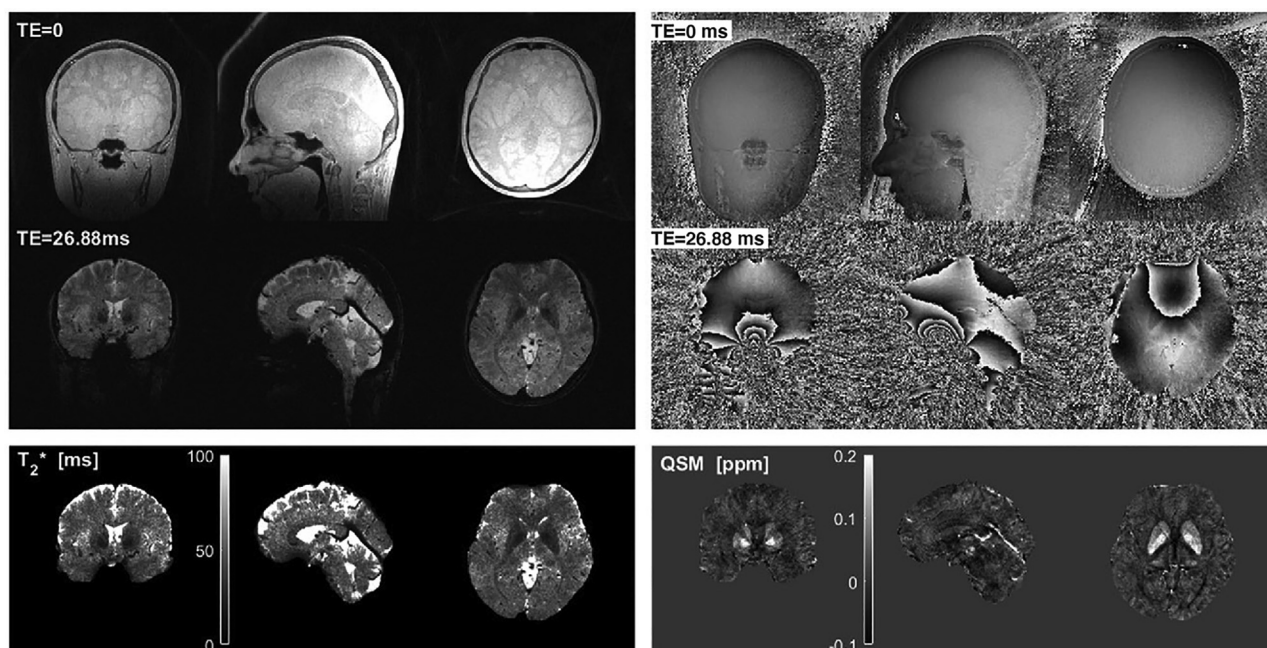 TE=0
TE=0 ms
TE=26.88ms
TE=26.88 ms
T2* [ms]
100
50
0
QSM [ppm]
0.2
0.1
0
-0.1